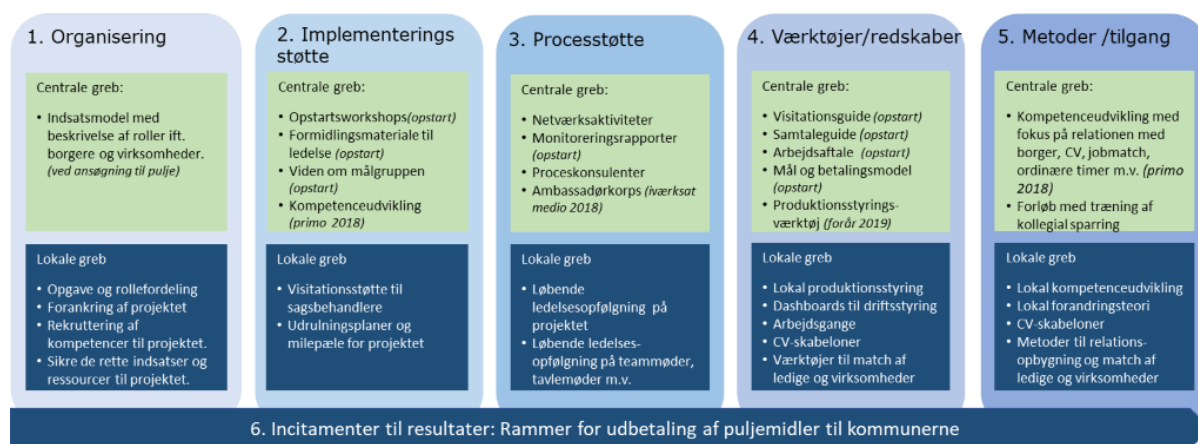 1. Organisering
Centrale greb:
• Indsatsmodel med
beskrivelse af roller ift.
borgere og virksomheder.
(ved ansøgning til pulje)
Lokale greb
• Opgave og rollefordeling
• Forankring af projektet
• Rekruttering af
kompetencer til projektet.
• Sikre de rette indsatser og
ressourcer til projektet.
2. Implementerings
støtte
Centrale greb:
• Opstartsworkshops(opstart)
• Formidlingsmateriale til
ledelse (opstart)
• Viden om målgruppen
(opstart)
• Kompetenceudvikling
(primo 2018)
Lokale greb
• Visitationsstøtte til
sagsbehandlere
• Udrulningsplaner og
milepæle for projektet
3. Processtøtte
Centrale greb:
• Netværksaktiviteter
• Monitoreringsrapporter
(opstart)
• Proceskonsulenter
• Ambassadørkorps (iværksat
medio 2018)
Lokale greb
• Løbende
ledelsesopfølgning på
projektet
• Løbende ledelses-
opfølgning på teammøder,
tavlemøder m.v.
4. Værktøjer/redskaber
Centrale greb:
• Visitationsguide (opstart)
• Samtaleguide (opstart)
• Arbejdsaftale (opstart)
• Mål og betalingsmodel
(opstart)
• Produktionsstyrings-
værktøj (forår 2019)
Lokale greb
• Lokal produktionsstyring
• Dashboards til driftsstyring
• Arbejdsgange
• CV-skabeloner
• Værktøjer til match af
ledige og virksomheder
5. Metoder /tilgang
Centrale greb:
• Kompetenceudvikling med
fokus på relationen med
borger, CV, jobmatch,
ordinære timer m.v. (primo
2018)
• Forløb med træning af
kollegial sparring
Lokale greb
• Lokal kompetenceudvikling
• Lokal forandringsteori
• CV-skabeloner
• Metoder til relations-
opbygning og match af
ledige og virksomheder
6. Incitamenter til resultater: Rammer for udbetaling af puljemidler til kommunerne